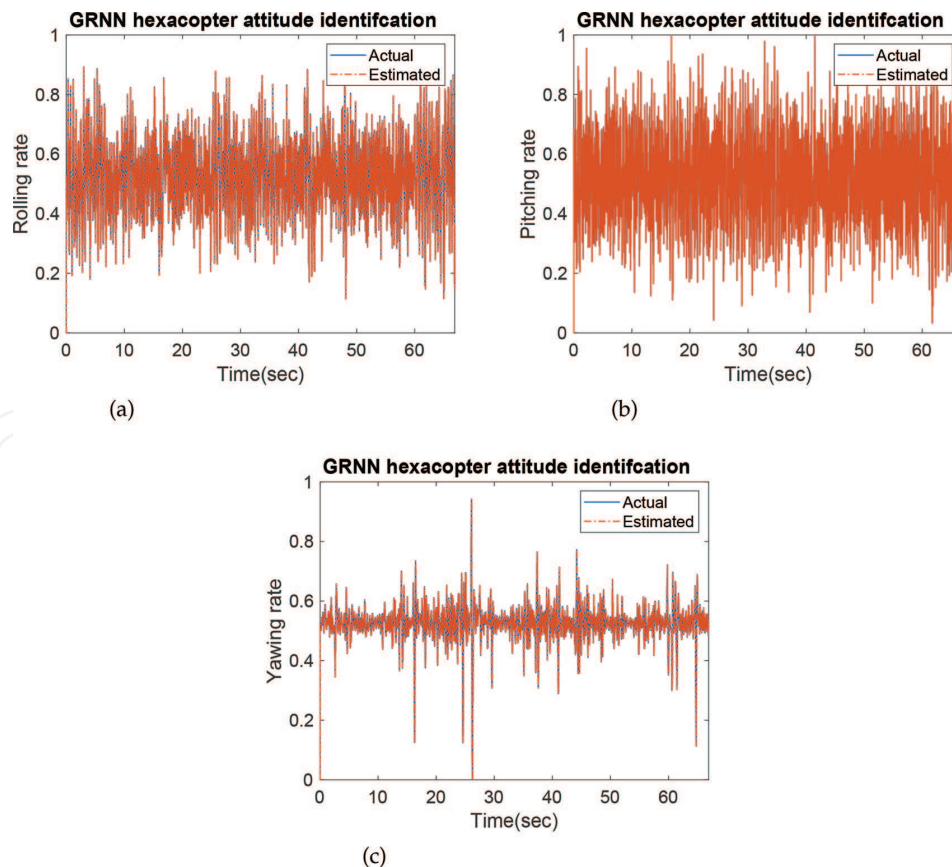 GRNN hexacopter attitude identifcation
Actual
Estimated
Rolling rate
1
0.8
0.6
0.4
0.2
0
0 10 20 30 40 50 60
Time(sec)
(a)
GRNN hexacopter attitude identifcation
Actual
Estimated
Pitching rate
1
0.8
0.6
0.4
0.2
0
0 10 20 30 40 50 60
Time(sec)
(b)
GRNN hexacopter attitude identifcation
Actual
Estimated
Yawing rate
1
0.8
0.6
0.4
0.2
0
0 10 20 30 40 50 60
Time(sec)
(c)